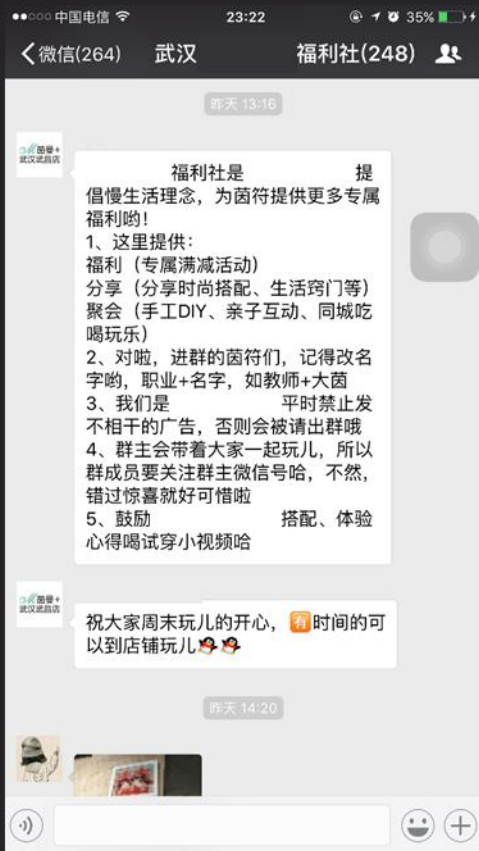 中国电信 23:22 35%
微信(264) 武汉 福利社(248)
昨天 13:16
茵曼+
武汉武昌店
福利社是 提
倡慢生活理念，为茵符提供更多专属
福利哟！
1、这里提供：
福利（专属满减活动）
分享（分享时尚搭配、生活窍门等）
聚会（手工DIY、亲子互动、同城吃
喝玩乐）
2、对啦，进群的茵符们，记得改名
字哟，职业+名字，如教师+大茵
3、我们是 平时禁止发
不相干的广告，否则会被请出群哦
4、群主会带着大家一起玩儿，所以
群成员要关注群主微信号哈，不然，
错过惊喜就好可惜啦
5、鼓励 搭配、体验
心得喝试穿小视频哈
茵曼+
武汉武昌店
祝大家周末玩儿的开心，🈶时间的可
以到店铺玩儿🐧🐧
昨天 14:20